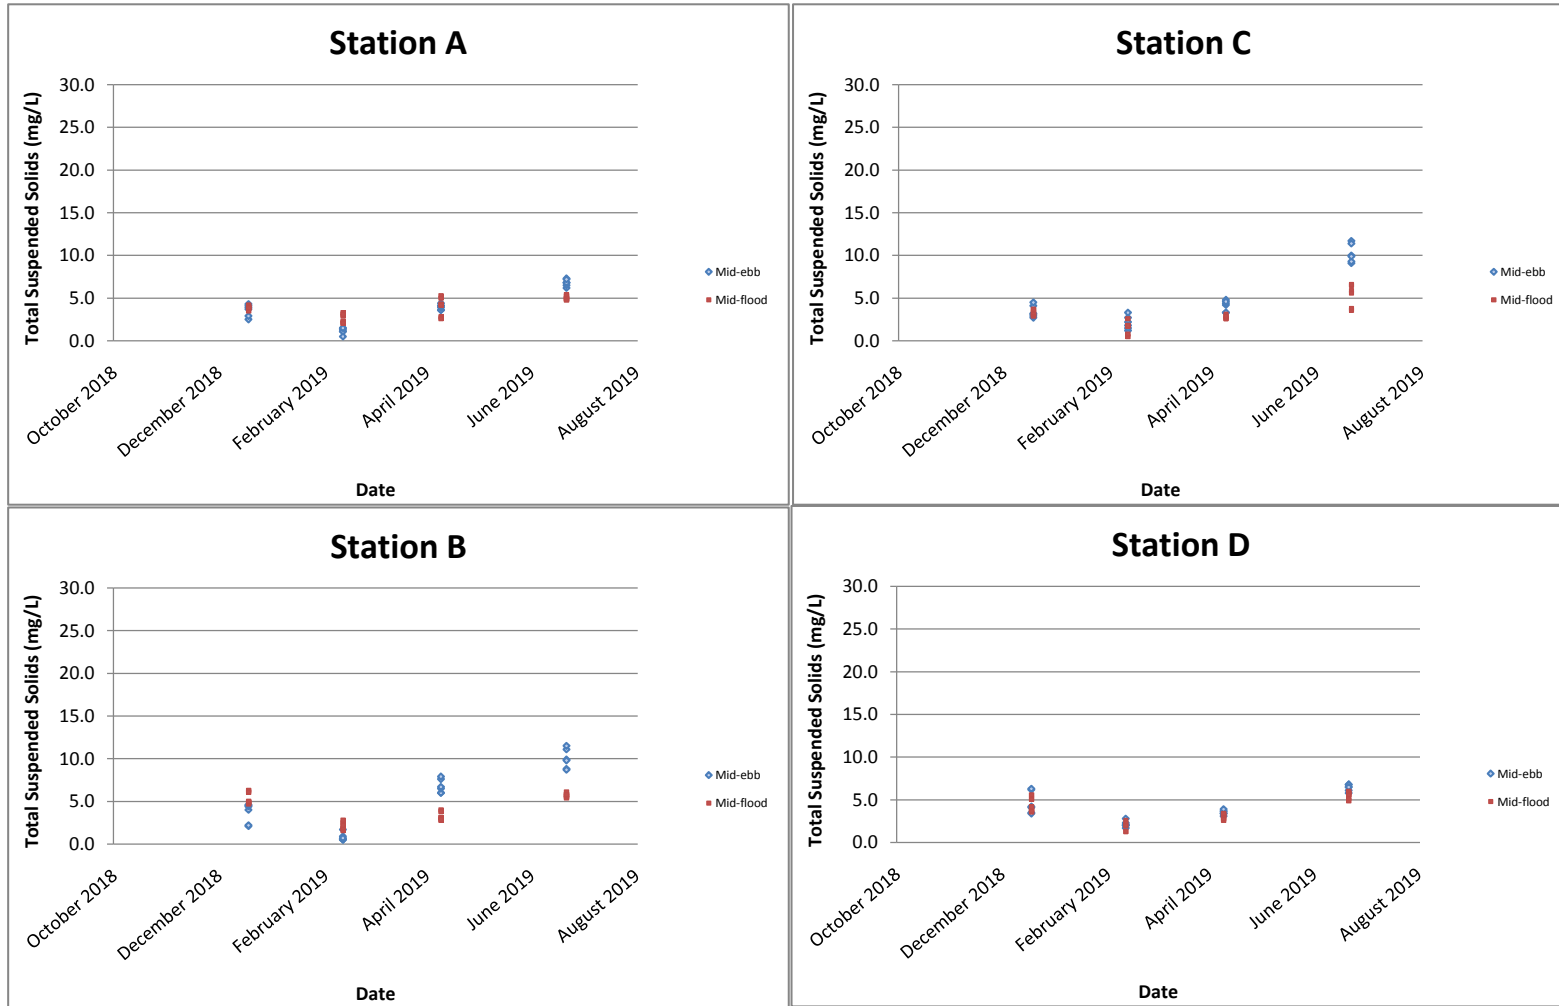 Station A
Total Suspended Solids (mg/L)
30.0
25.0
20.0
15.0
10.0
5.0
0.0
October 2018
December 2018
February 2019
April 2019
June 2019
August 2019
Date
Mid-ebb
Mid-flood
Station C
Total Suspended Solids (mg/L)
30.0
25.0
20.0
15.0
10.0
5.0
0.0
October 2018
December 2018
February 2019
April 2019
June 2019
August 2019
Date
Mid-ebb
Mid-flood
Station B
Total Suspended Solids (mg/L)
30.0
25.0
20.0
15.0
10.0
5.0
0.0
October 2018
December 2018
February 2019
April 2019
June 2019
August 2019
Date
Mid-ebb
Mid-flood
Station D
Total Suspended Solids (mg/L)
30.0
25.0
20.0
15.0
10.0
5.0
0.0
October 2018
December 2018
February 2019
April 2019
June 2019
August 2019
Date
Mid-ebb
Mid-flood